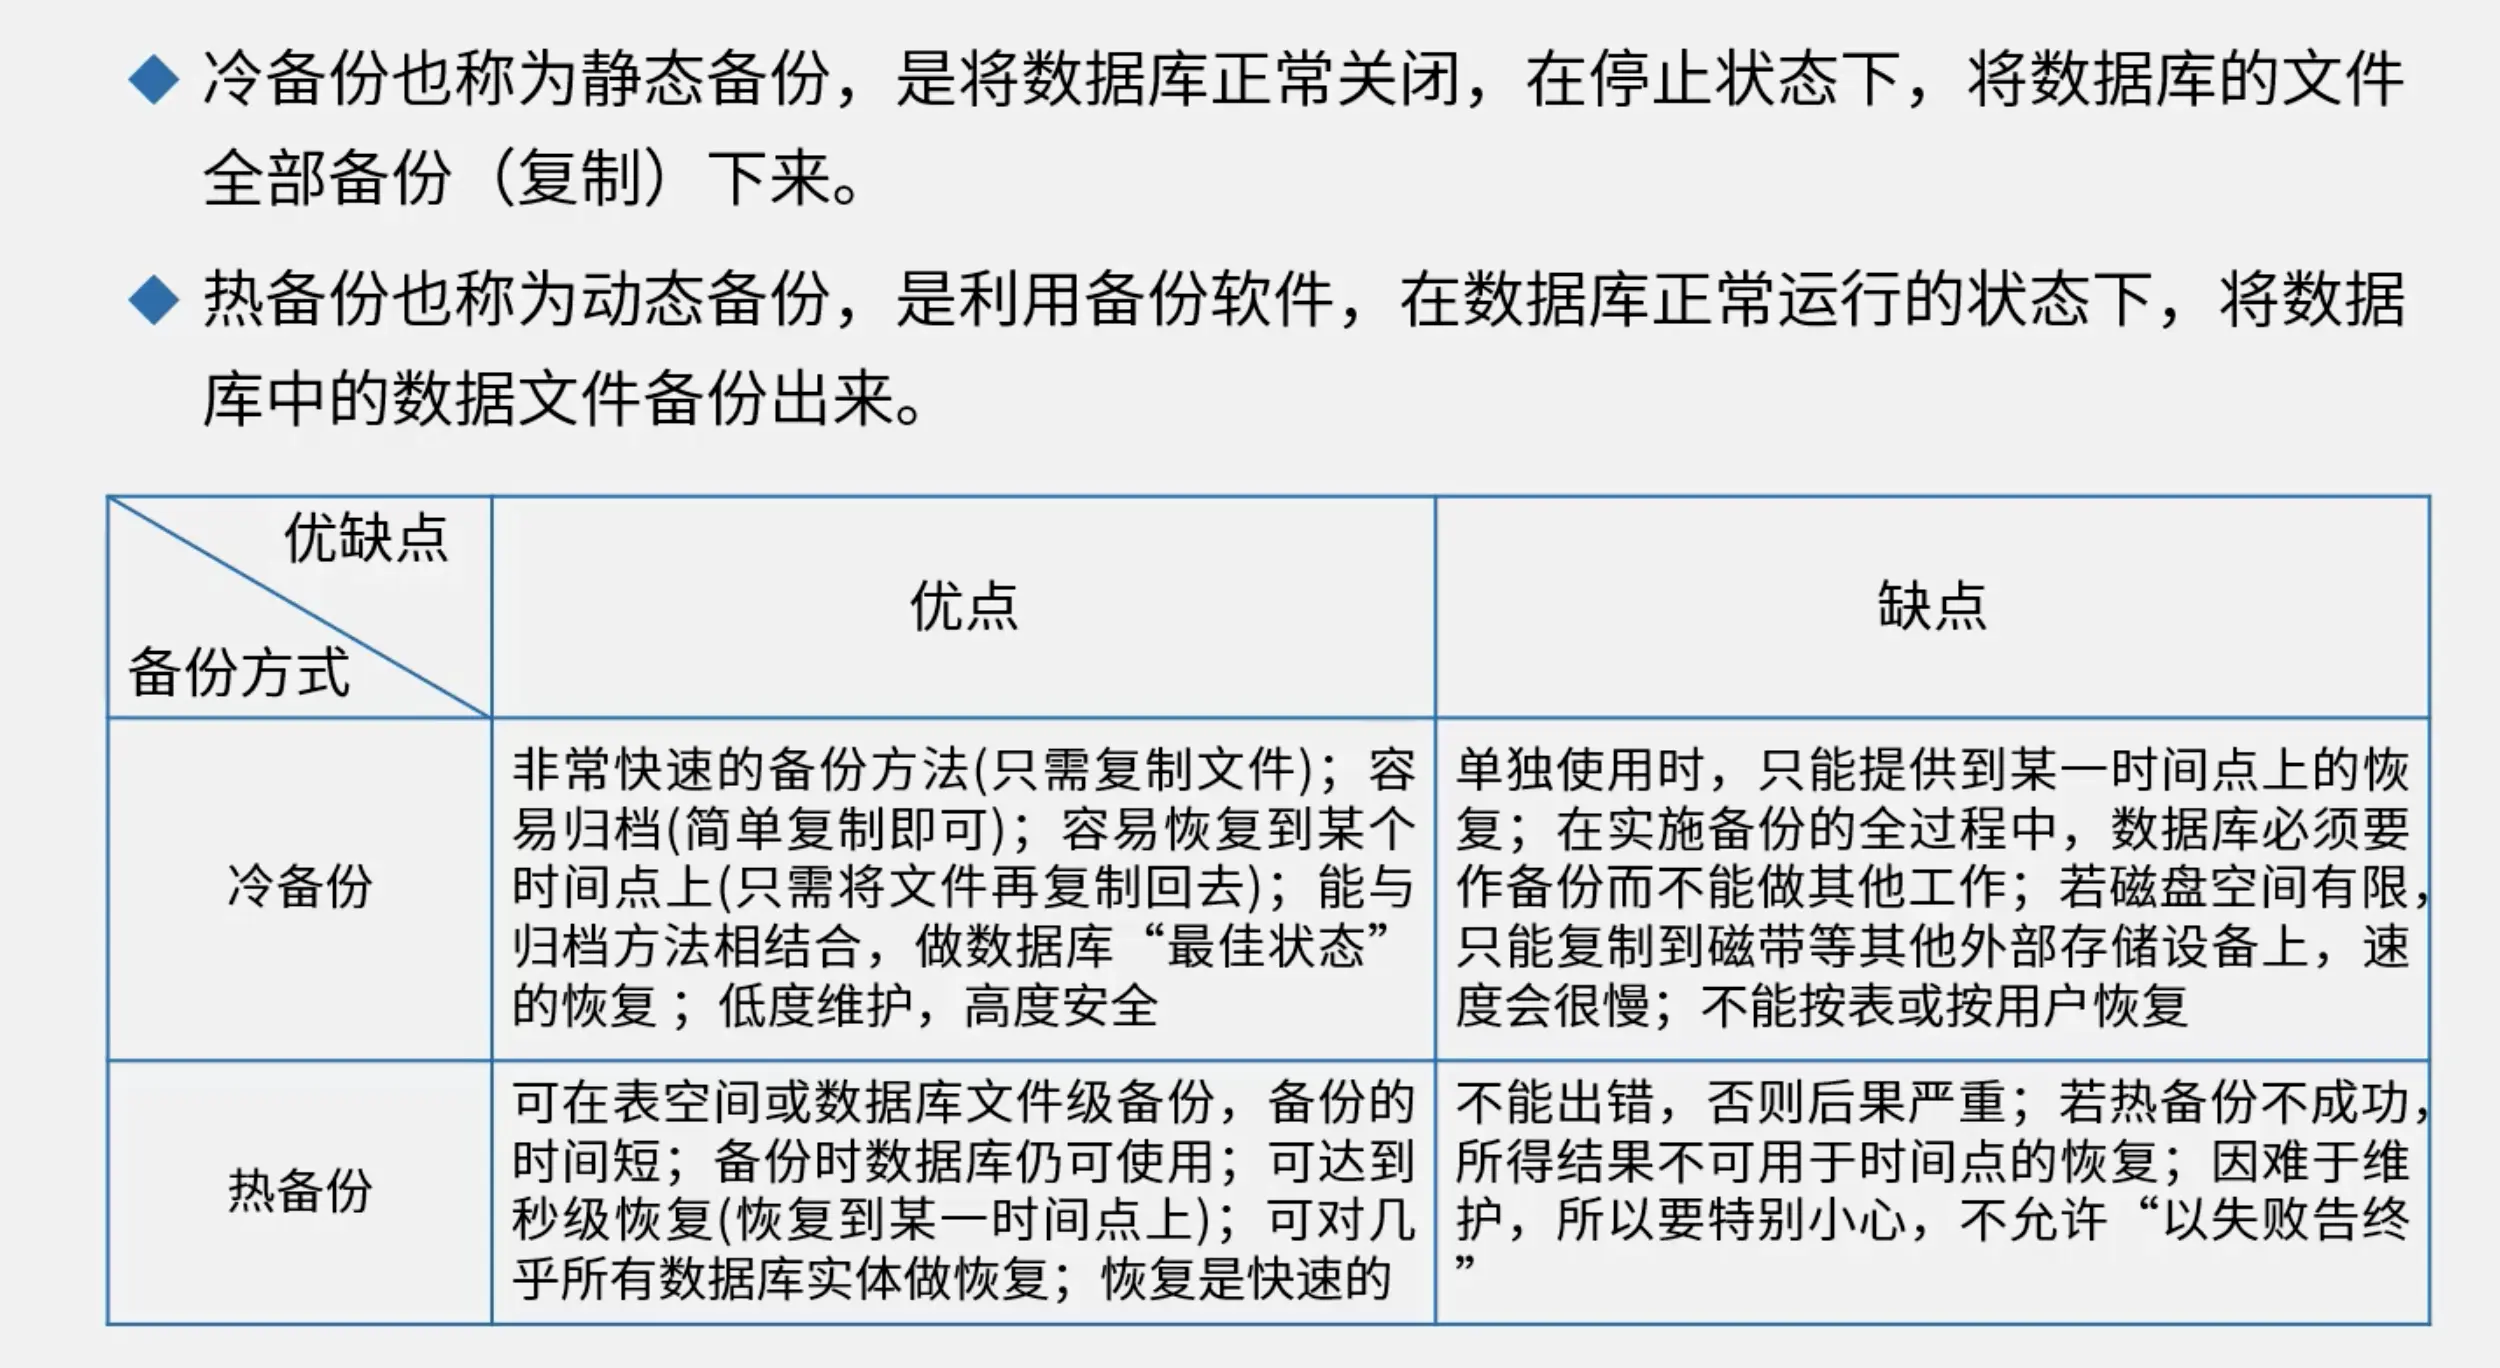 冷备份也称为静态备份，是将数据库正常关闭，在停止状态下，将数据库的文件
全部备份（复制）下来。
热备份也称为动态备份，是利用备份软件，在数据库正常运行的状态下，将数据
库中的数据文件备份出来。
优缺点
备份方式
优点
缺点
冷备份
非常快速的备份方法(只需复制文件)；容
易归档(简单复制即可)；容易恢复到某个
时间点上(只需将文件再复制回去)；能与
归档方法相结合，做数据库“最佳状态”
的恢复；低度维护，高度安全
单独使用时，只能提供到某一时间点上的恢
复；在实施备份的全过程中，数据库必须要
作备份而不能做其他工作；若磁盘空间有限，
只能复制到磁带等其他外部存储设备上，速
度会很慢；不能按表或按用户恢复
热备份
可在表空间或数据库文件级备份，备份的
时间短；备份时数据库仍可使用；可达到
秒级恢复(恢复到某一时间点上)；可对几
乎所有数据库实体做恢复；恢复是快速的
不能出错，否则后果严重；若热备份不成功，
所得结果不可用于时间点的恢复；因难于维
护，所以要特别小心，不允许“以失败告终
”